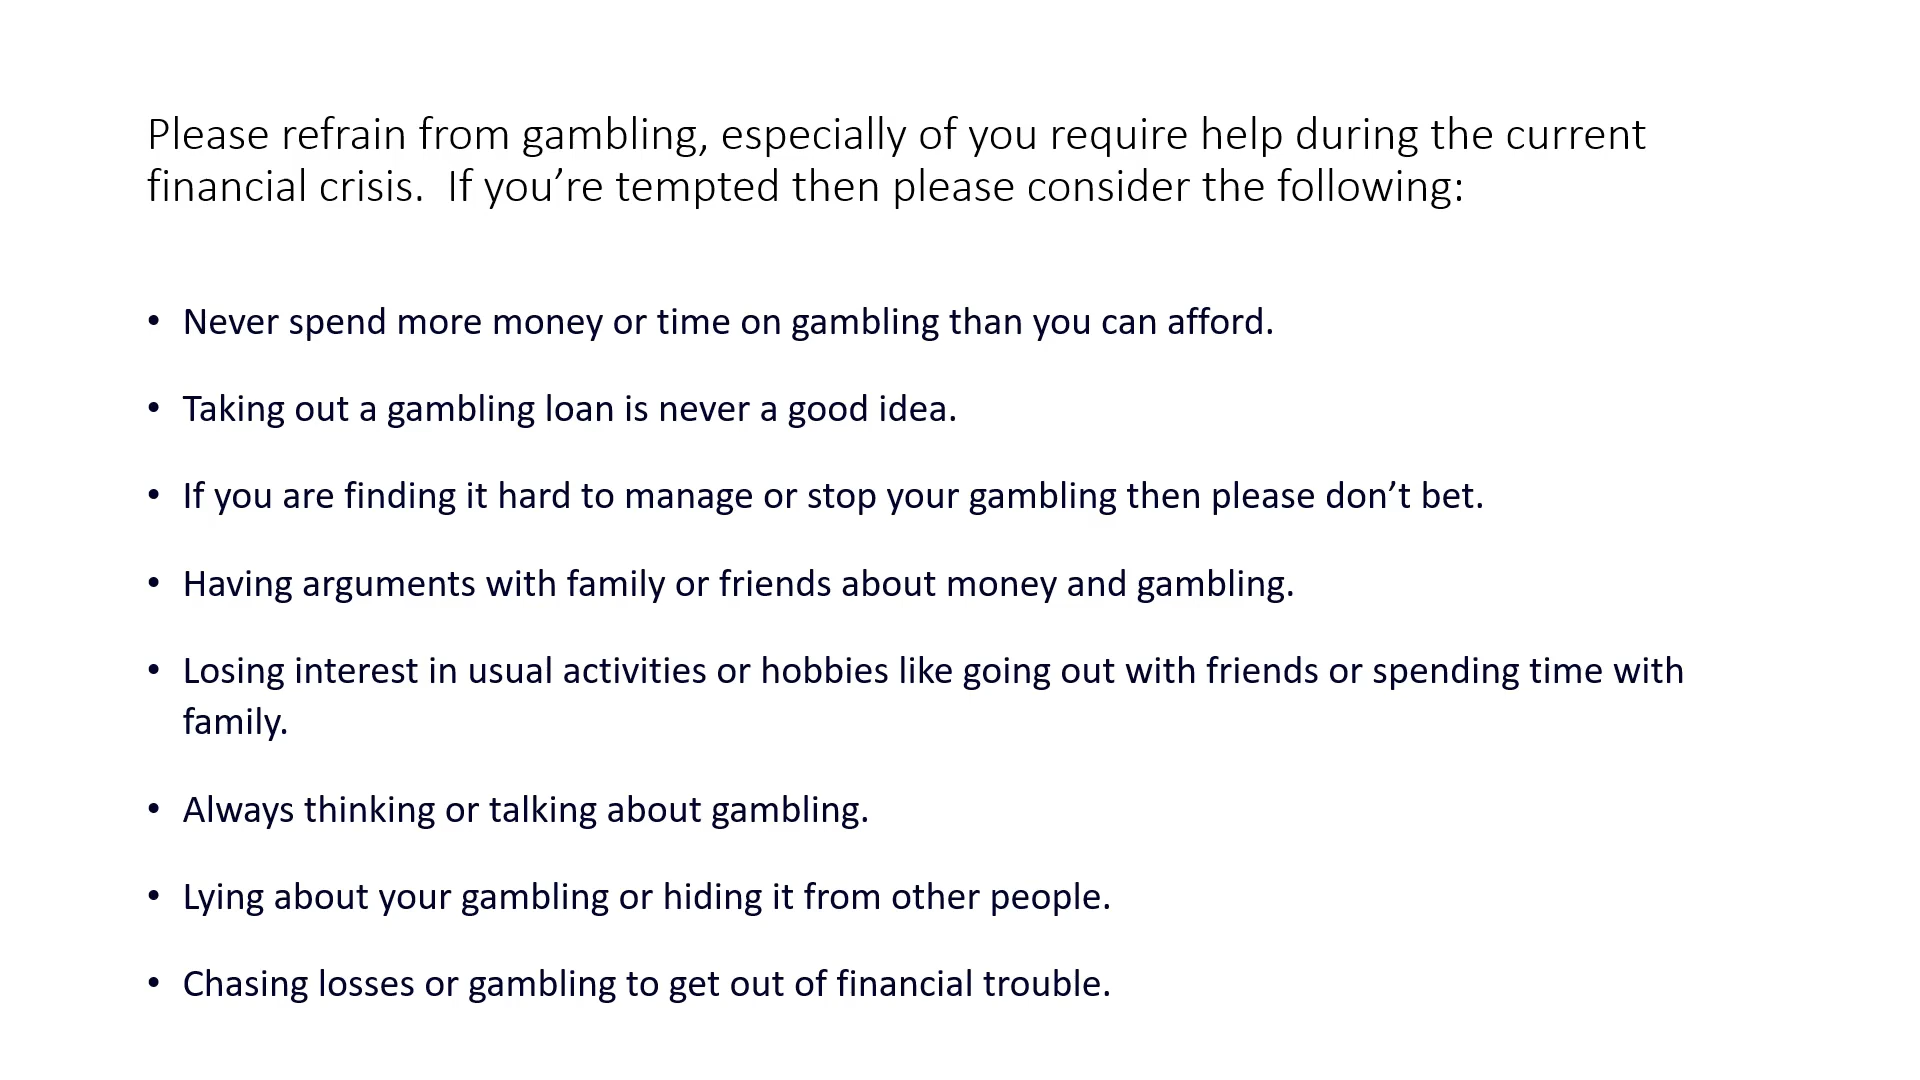 Please refrain from gambling, especially of you require help during the current
financial crisis.  If you’re tempted then please consider the following:
• Never spend more money or time on gambling than you can afford.
• Taking out a gambling loan is never a good idea.
• If you are finding it hard to manage or stop your gambling then please don’t bet.
• Having arguments with family or friends about money and gambling.
• Losing interest in usual activities or hobbies like going out with friends or spending time with
family.
• Always thinking or talking about gambling.
• Lying about your gambling or hiding it from other people.
• Chasing losses or gambling to get out of financial trouble.